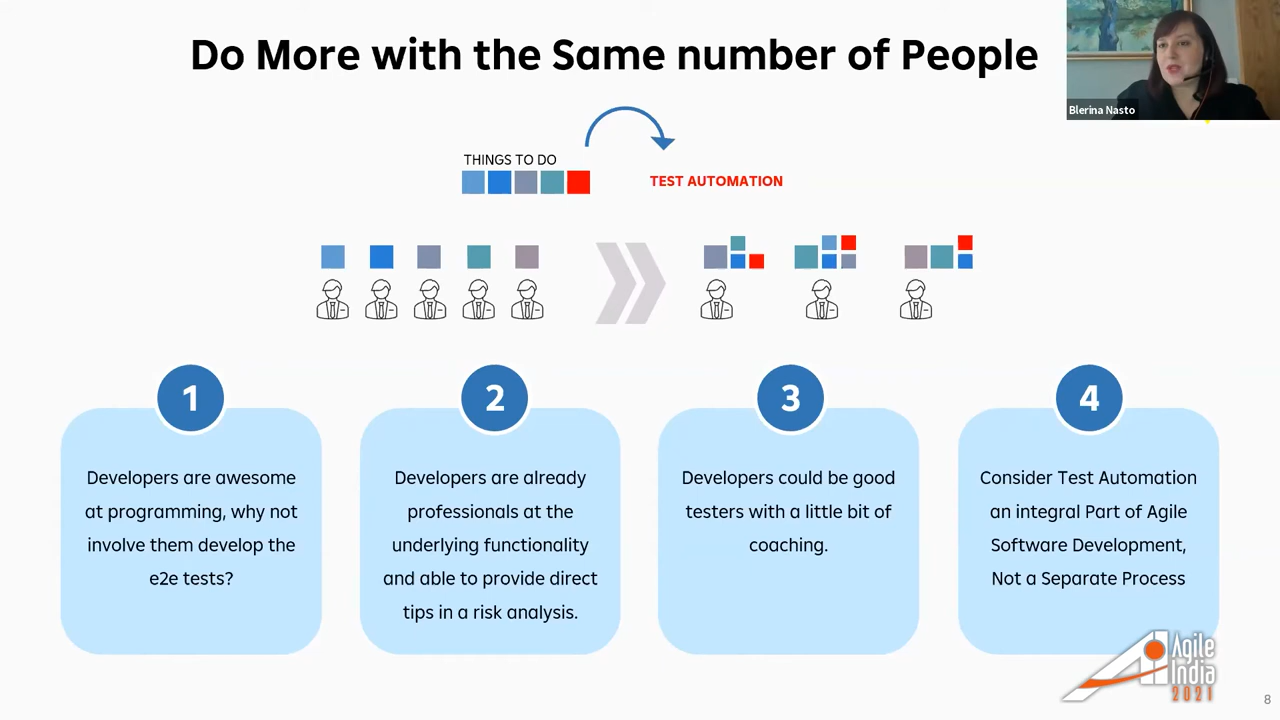 Do More with the Same number of People
Blerina Nasto
THINGS TO DO
TEST AUTOMATION
1
Developers are awesome
at programming, why not
involve them develop the
e2e tests?
2
Developers are already
professionals at the
underlying functionality
and able to provide direct
tips in a risk analysis.
3
Developers could be good
testers with a little bit of
coaching.
4
Consider Test Automation
an integral Part of Agile
Software Development,
Not a Separate Process
Agile
India
2021
8